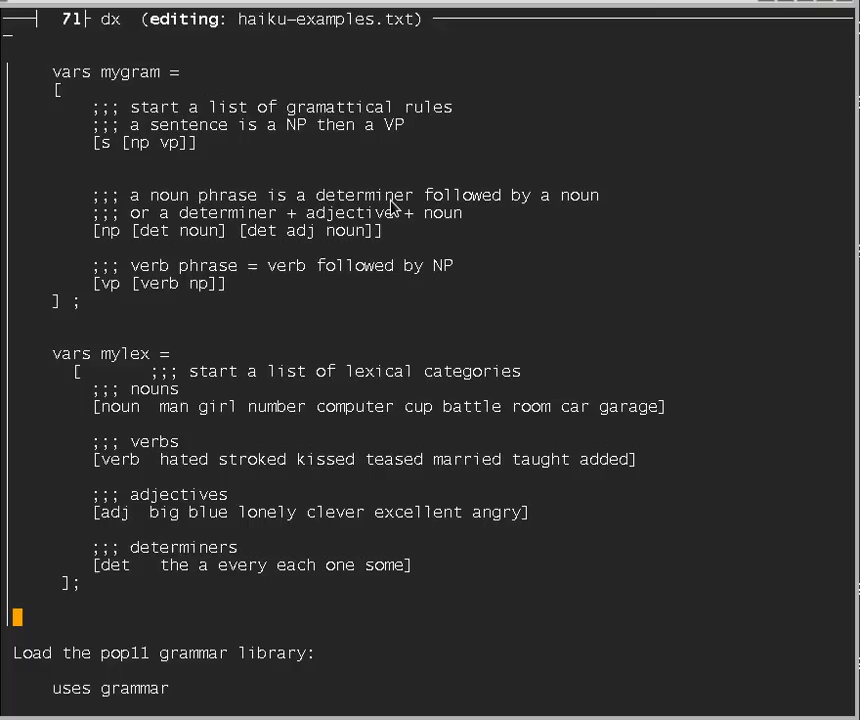 71 dx (editing: haiku-examples.txt)
vars mygram =
[
;;; start a list of gramattical rules
;;; a sentence is a NP then a VP
[s [np vp]]
;;; a noun phrase is a determiner followed by a noun
;;; or a determiner + adjective + noun
[np [det noun] [det adj noun]]
;;; verb phrase = verb followed by NP
[vp [verb np]]
] ;
vars mylex =
[ ;;; start a list of lexical categories
;;; nouns
[noun man girl number computer cup battle room car garage]
;;; verbs
[verb hated stroked kissed teased married taught added]
;;; adjectives
[adj big blue lonely clever excellent angry]
;;; determiners
[det the a every each one some]
];
Load the pop11 grammar library:
uses grammar